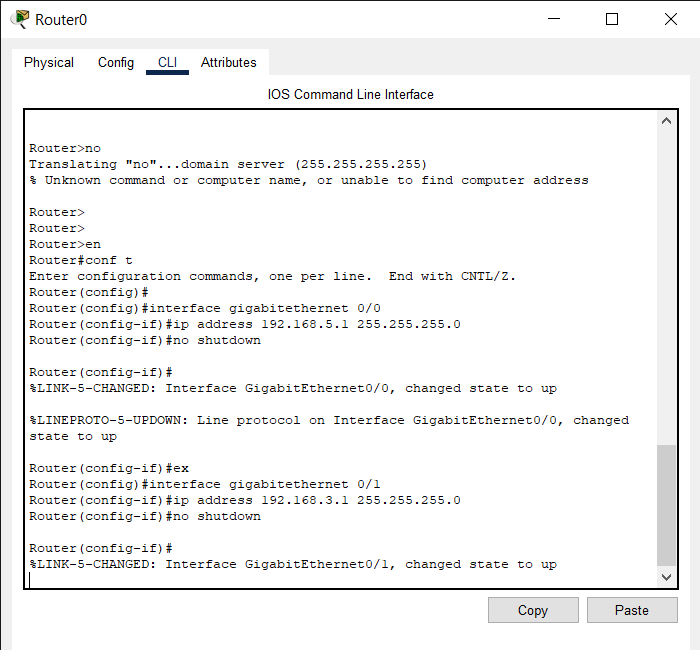 Router0
Physical Config CLI Attributes
IOS Command Line Interface
Router>no
Translating "no"...domain server (255.255.255.255)
% Unknown command or computer name, or unable to find computer address
Router>
Router>
Router>en
Router#conf t
Enter configuration commands, one per line.  End with CNTL/Z.
Router(config)#
Router(config)#interface gigabitethernet 0/0
Router(config-if)#ip address 192.168.5.1 255.255.255.0
Router(config-if)#no shutdown
Router(config-if)#
%LINK-5-CHANGED: Interface GigabitEthernet0/0, changed state to up
%LINEPROTO-5-UPDOWN: Line protocol on Interface GigabitEthernet0/0, changed
state to up
Router(config-if)#ex
Router(config)#interface gigabitethernet 0/1
Router(config-if)#ip address 192.168.3.1 255.255.255.0
Router(config-if)#no shutdown
Router(config-if)#
%LINK-5-CHANGED: Interface GigabitEthernet0/1, changed state to up
Copy Paste